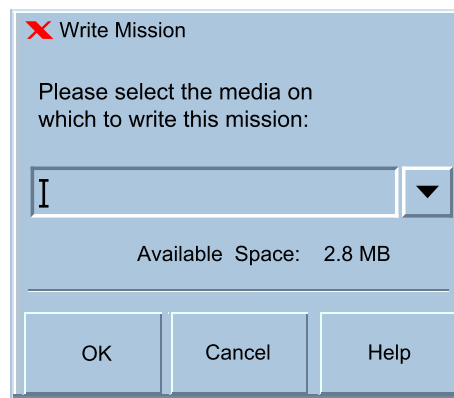 Write Mission
Please select the media on
which to write this mission:
Available Space: 2.8 MB
OK Cancel Help